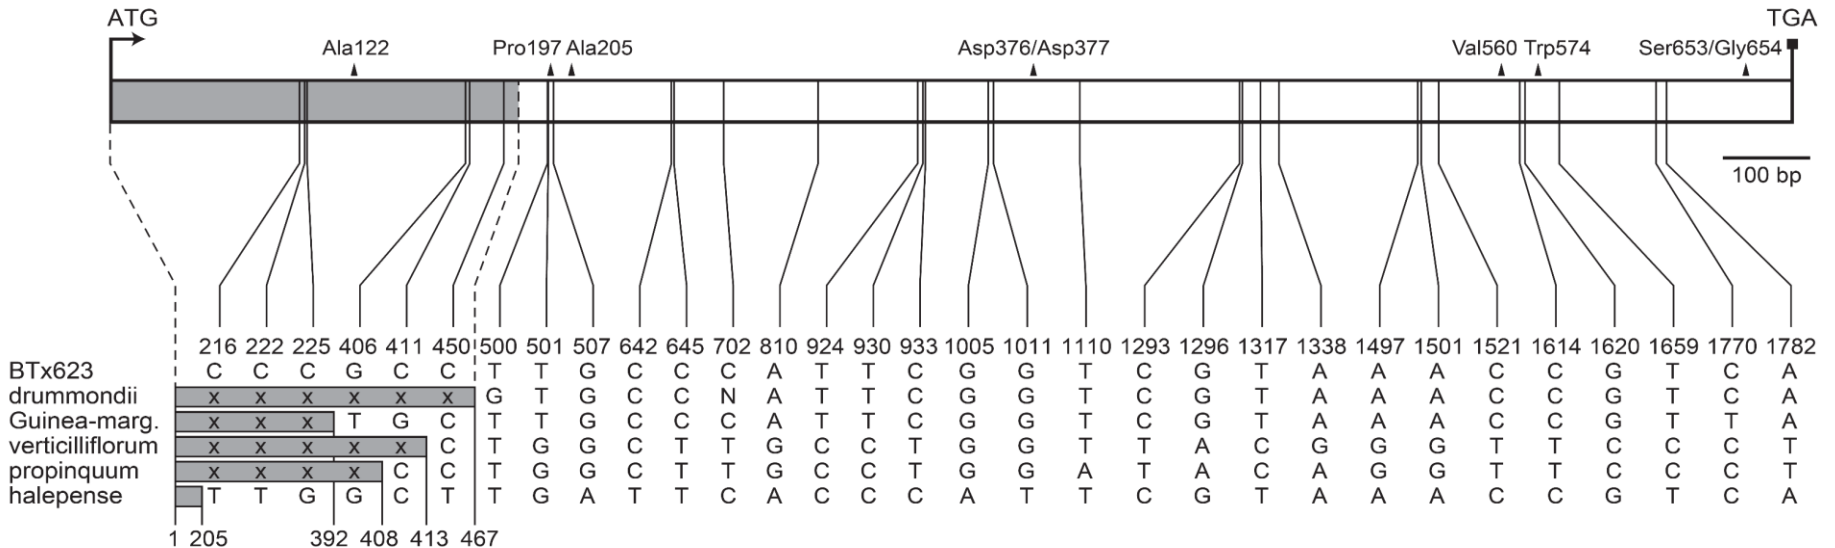 ATG TGA
Ala122 Pro197 Ala205 Asp376/Asp377 Val560 Trp574 Ser653/Gly654
100 bp
216 222 225 406 411 450 500 501 507 642 645 702 810 924 930 933 1005 1011 1110 1293 1296 1317 1338 1497 1501 1521 1614 1620 1659 1770 1782
BTx623 C C C G C C T T G C C C A T T C G G T C G T A A A C C G T C A
drummondii x x x x x x G T G C C N A T T C G G T C G T A A A C C G T C A
Guinea-marg. x x x T G C T T G C C C A T T C G G T C G T A A A C C G T T A
verticilliflorum x x x x x C T G G C T T G C C T G G T T A C G G G T T C C C T
propinquum x x x x C C T G G C T T G C C T G G A T A C A G G T T C C C T
halepense T T G G C T T G A T T C A C C C A T T C G T A A A C C G T C A
1 205 392 408 413 467